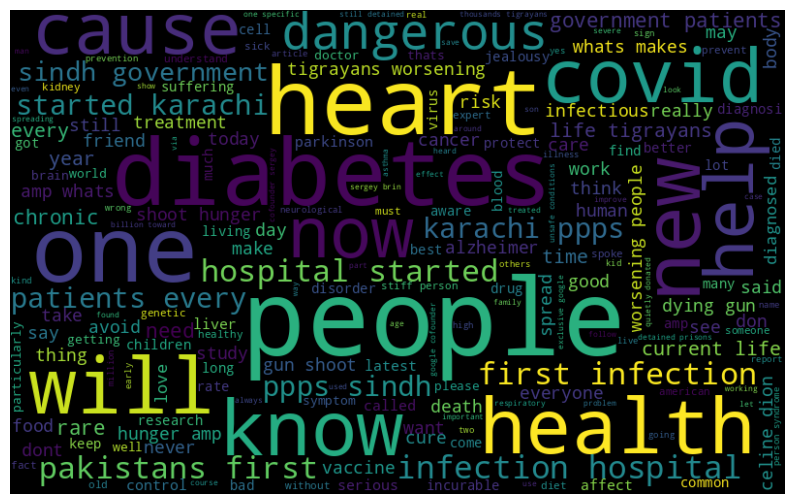 cause
dangerous
one specific
still detained
real
thousands tigrayans
government patients
prevention
understand
cell
sick
article
thats
save
severe
sign
whats makes
may
body
sindh government
tigrayans worsening
jealousy
yes
prevent
doctor
covid
even
kidney
show
suffering
heart
virus
risk
expert
look
started karachi
spreading
infectious
really
diagnosi
every
still
treatment
around
son
life tigrayans
got
friend
today
parkinson
cancer
protect
illness
care
find
better
died
year
brain
world
much
via
diabetes
asthma
heard
effect
new
help
lot
case
amp whats
sergey brin
blood
work
think
improve
chronic
wrong
shoot hunger
neurological
must
treated
unsafe conditions
human
diagnosed
one
billion toward
now
part
aware
karachi ppps
kind
living
day
others
best
alzheimer
time
spoke
kid
quietly donated
worsening people
make
hospital started
stiff person
drug
spread
good
exclusive google
many
said
patients every
disorder
family
name
people
found
genetic
way
dying gun
take
liver
age
google cofounder
amp
see
don
someone
say
avoid
need
healthy
high
live
detained prisons
getting
children
gun shoot
latest
follow
report
particularly
thing
study
current life
will
early
long
ppps sindh
please
first infection
love
rate
used
american
death
everyone
respiratory
problem
working
food
rare
research
always
symptom
called
health
important
let
celine dion
person syndrome
hunger amp
know
want
two
going
dont
keep
well
never
cure
come
fact
pakistans first
vaccine
infection hospital
common
old
control
course
bad
without
serious
incurable
use
diet
affect